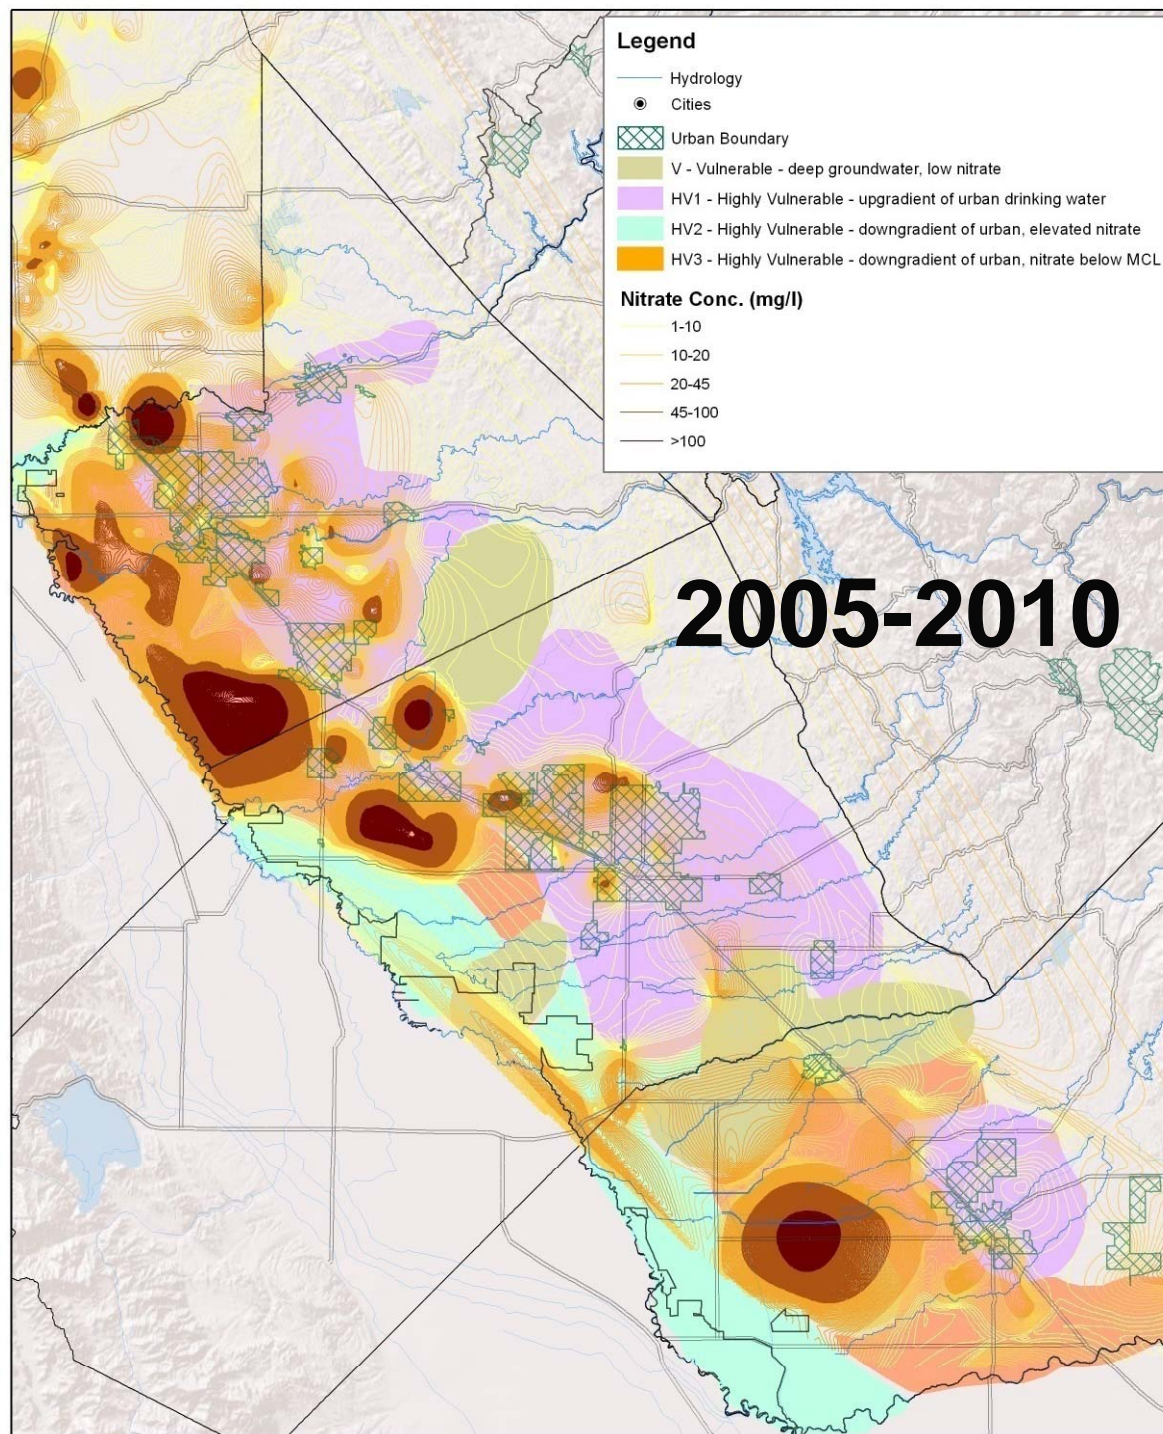 Legend
Hydrology
Cities
Urban Boundary
V - Vulnerable - deep groundwater, low nitrate
HV1 - Highly Vulnerable - upgradient of urban drinking water
HV2 - Highly Vulnerable - downgradient of urban, elevated nitrate
HV3 - Highly Vulnerable - downgradient of urban, nitrate below MCL
Nitrate Conc. (mg/l)
1-10
10-20
20-45
45-100
>100
2005-2010